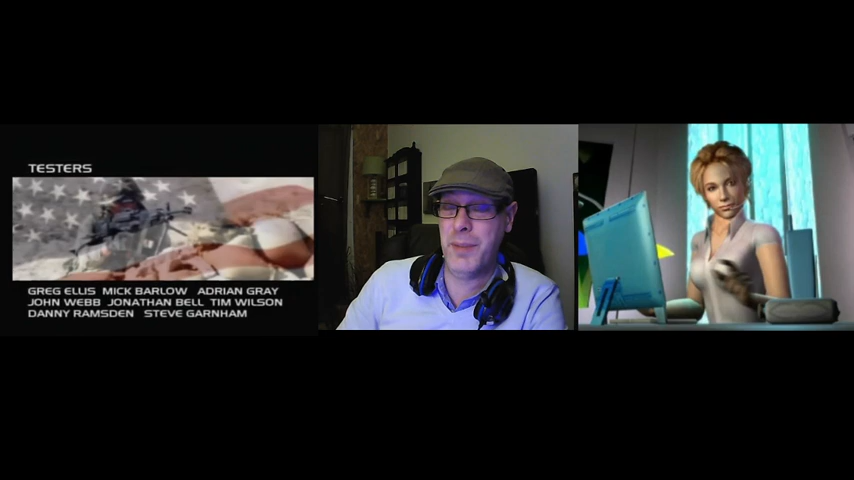 TESTERS
GREG ELLIS MICK BARLOW ADRIAN GRAY
JOHN WEBB JONATHAN BELL TIM WILSON
DANNY RAMSDEN STEVE GARNHAM